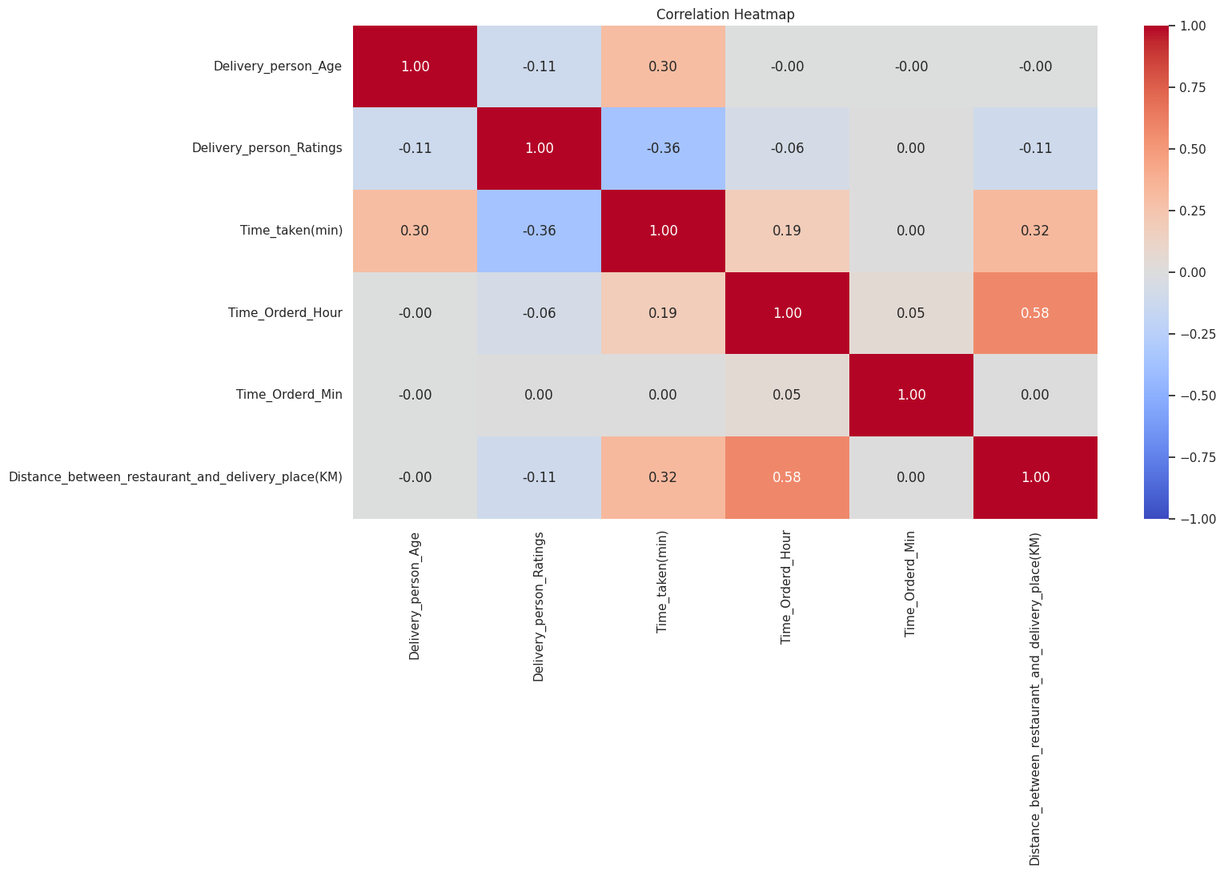 Correlation Heatmap
Delivery_person_Age 1.00 -0.11 0.30 -0.00 -0.00 -0.00
Delivery_person_Ratings -0.11 1.00 -0.36 -0.06 0.00 -0.11
Time_taken(min) 0.30 -0.36 1.00 0.19 0.00 0.32
Time_Orderd_Hour -0.00 -0.06 0.19 1.00 0.05 0.58
Time_Orderd_Min -0.00 0.00 0.00 0.05 1.00 0.00
Distance_between_restaurant_and_delivery_place(KM) -0.00 -0.11 0.32 0.58 0.00 1.00
Delivery_person_Age
Delivery_person_Ratings
Time_taken(min)
Time_Orderd_Hour
Time_Orderd_Min
Distance_between_restaurant_and_delivery_place(KM)
1.00
0.75
0.50
0.25
0.00
−0.25
−0.50
−0.75
−1.00